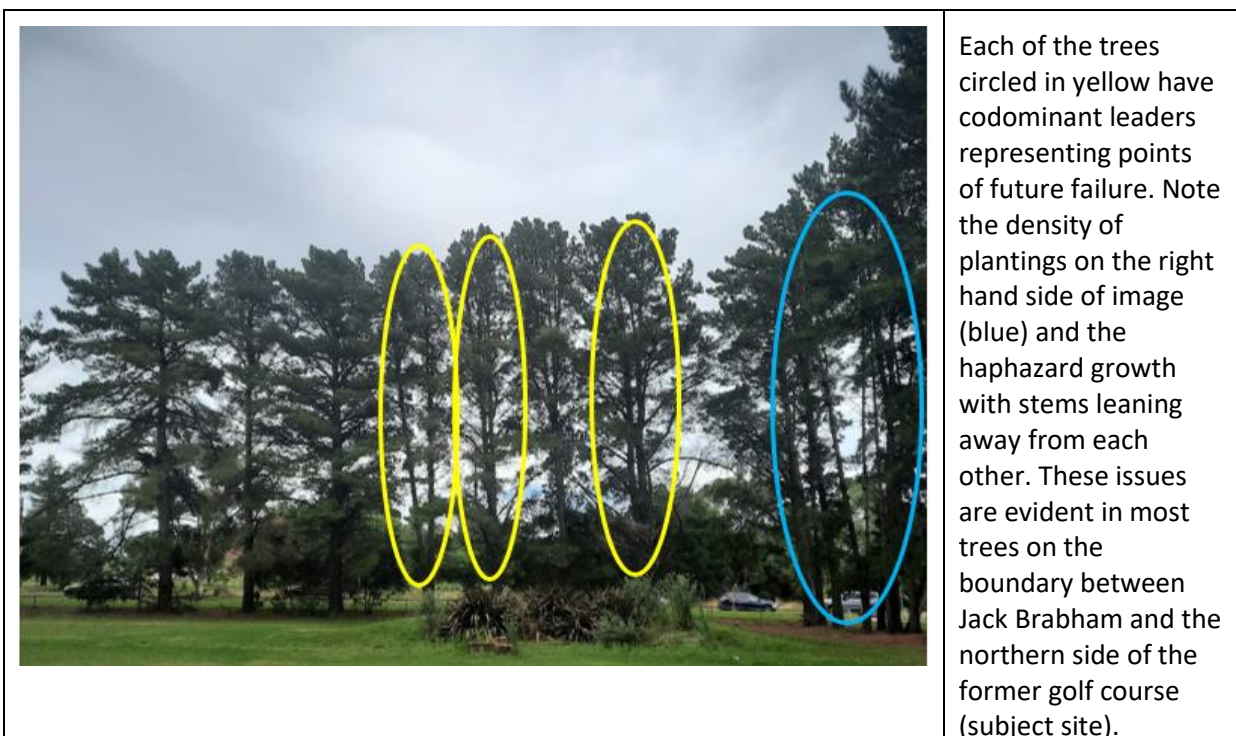 Each of the trees
circled in yellow have
codominant leaders
representing points
of future failure. Note
the density of
plantings on the right
hand side of image
(blue) and the
haphazard growth
with stems leaning
away from each
other. These issues
are evident in most
trees on the
boundary between
Jack Brabham and the
northern side of the
former golf course
(subject site).